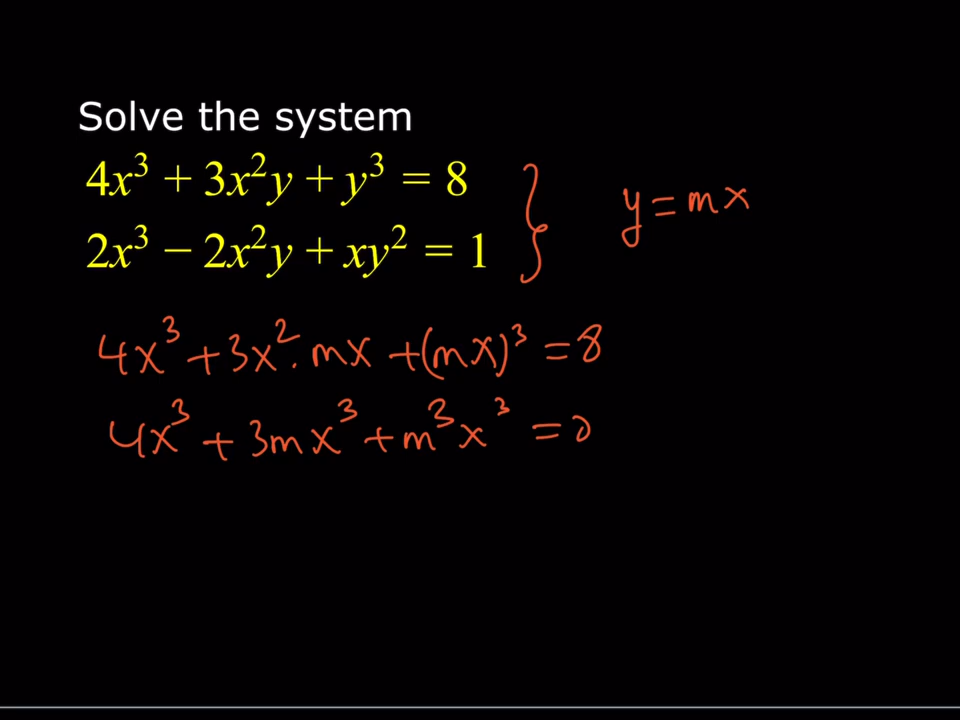 Solve the system
4x³ + 3x²y + y³ = 8
2x³ − 2x²y + xy² = 1
y = mx
4x³ + 3x² · mx + (mx)³ = 8
4x³ + 3mx³ + m³x³ = 0